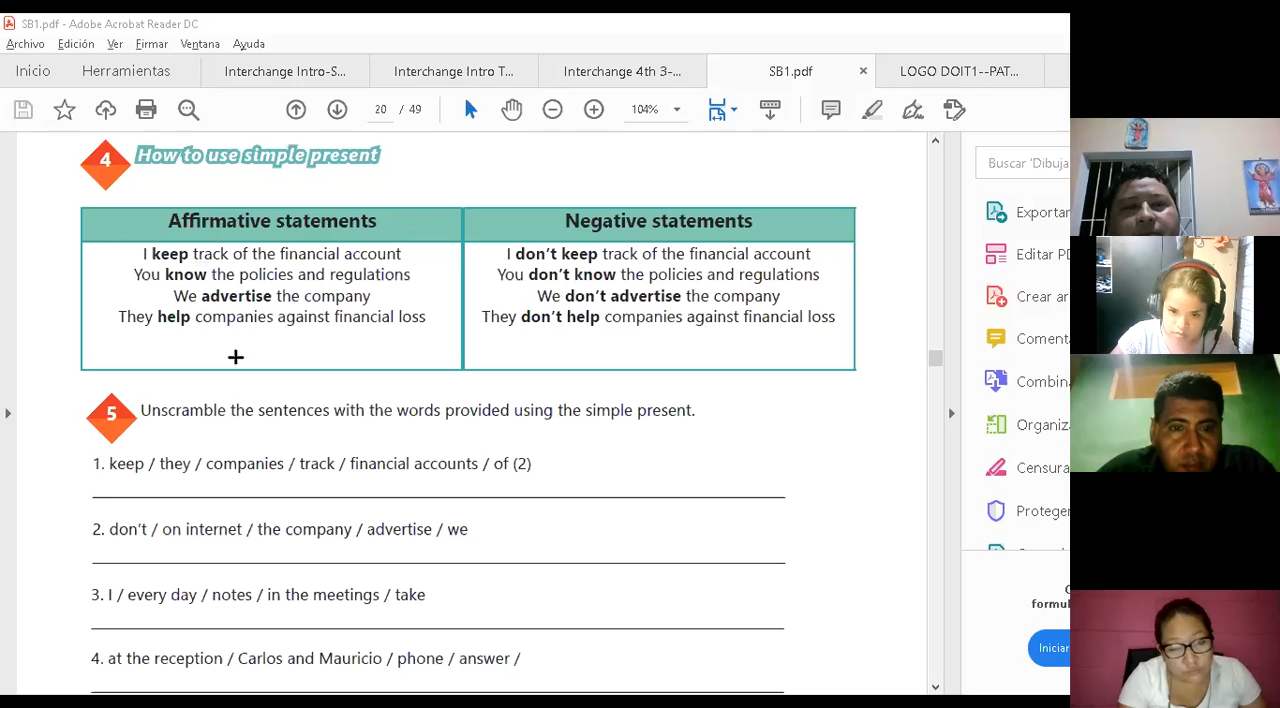 SB1.pdf - Adobe Acrobat Reader DC
Archivo Edición Ver Firmar Ventana Ayuda
Inicio Herramientas Interchange Intro-S... Interchange Intro T... Interchange 4th 3-... SB1.pdf × LOGO DOIT1--PAT...
20 / 49 104%
4 How to use simple present
Buscar 'Dibuja
Affirmative statements Negative statements
I keep track of the financial account I don't keep track of the financial account
You know the policies and regulations You don't know the policies and regulations
We advertise the company We don't advertise the company
They help companies against financial loss They don't help companies against financial loss
5 Unscramble the sentences with the words provided using the simple present.
1. keep / they / companies / track / financial accounts / of (2)
2. don't / on internet / the company / advertise / we
3. I / every day / notes / in the meetings / take
4. at the reception / Carlos and Mauricio / phone / answer /
Exportar
Editar PD
Crear ar
Coment
Combin
Organiz
Censura
Proteger
formul
Iniciar